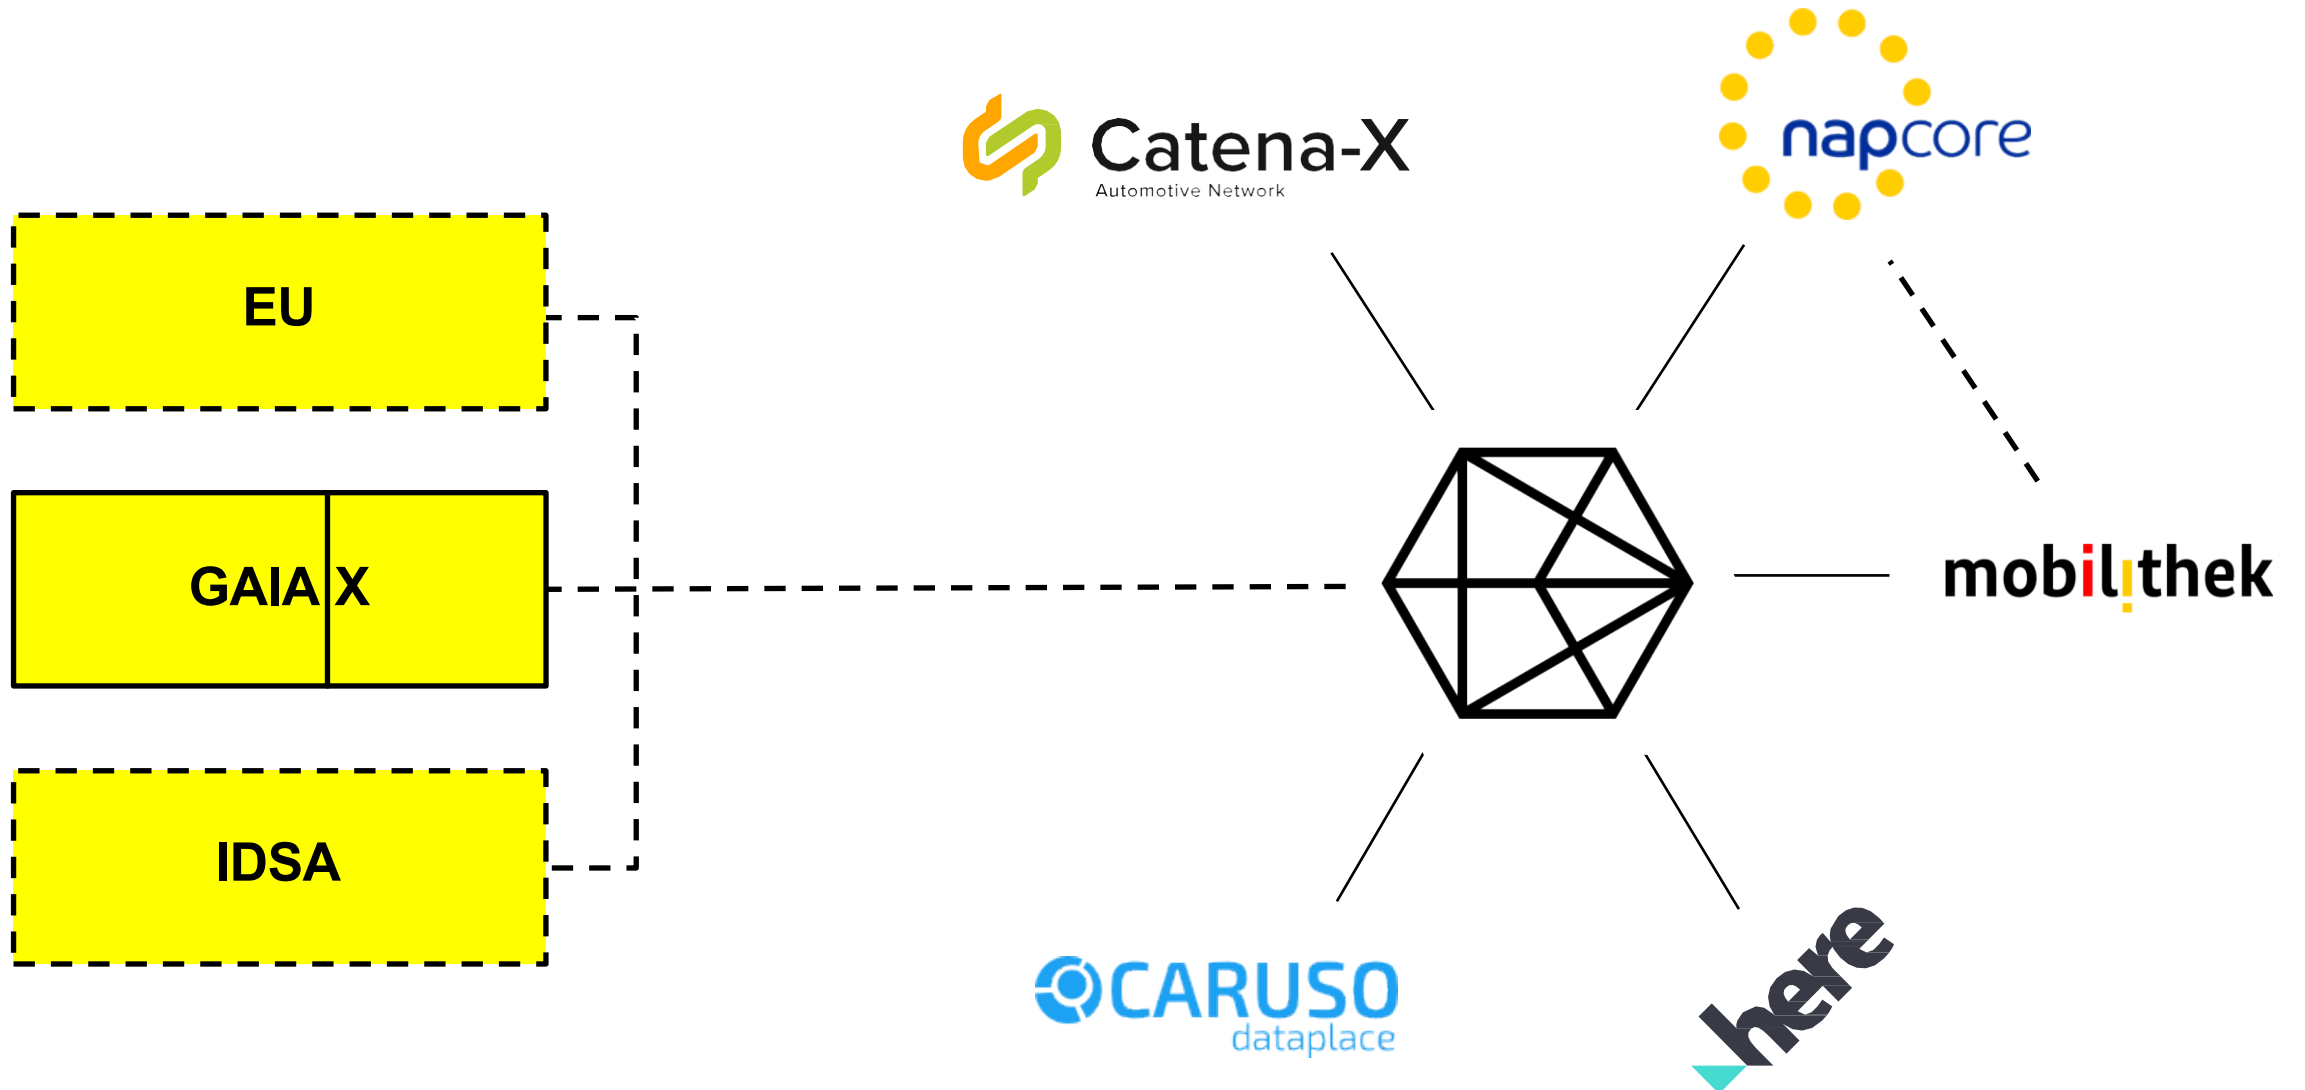 EU
GAIA X
IDSA
Catena-X
Automotive Network
napcore
mobilithek
CARUSO
dataplace
here